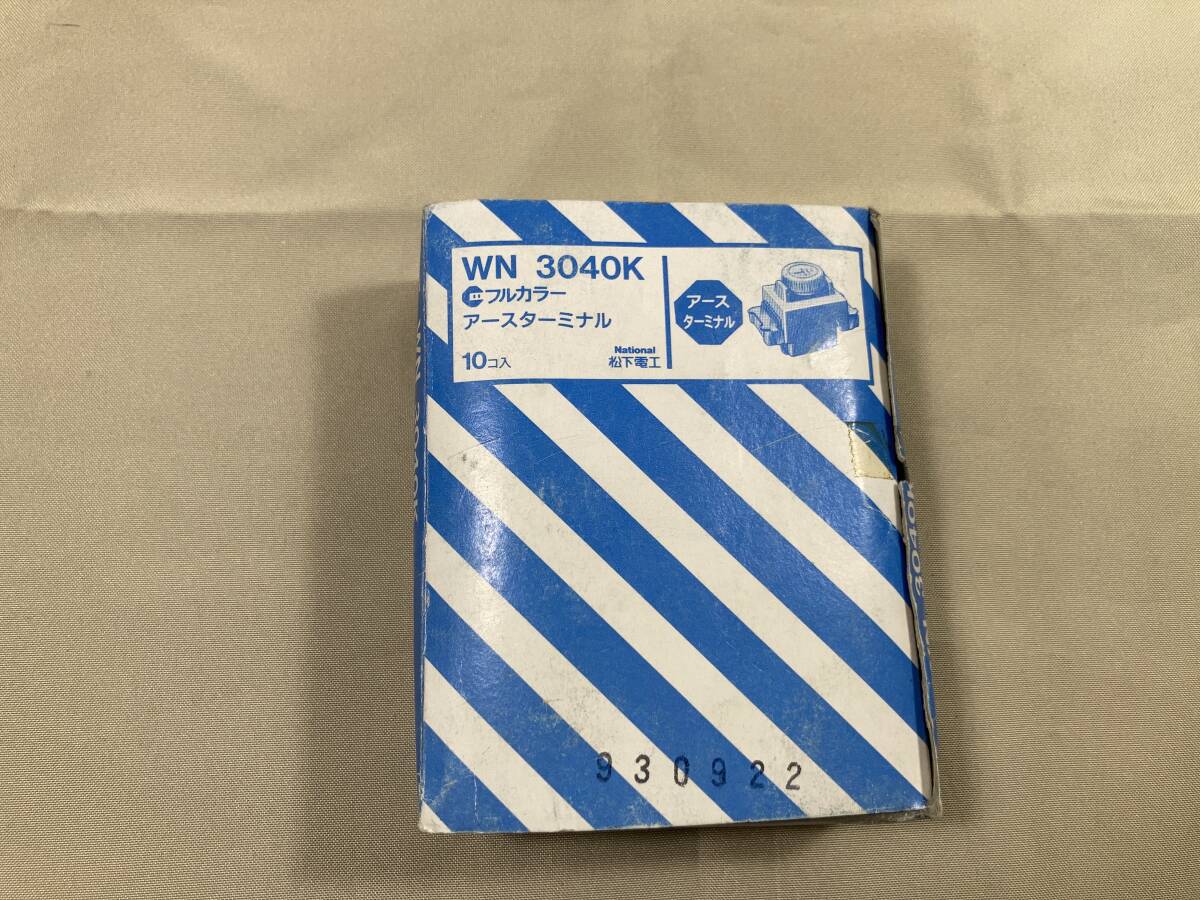 WN 3040K
フルカラー
アースターミナル
10コ入
National
松下電工
アース
ターミナル
930922
3040K